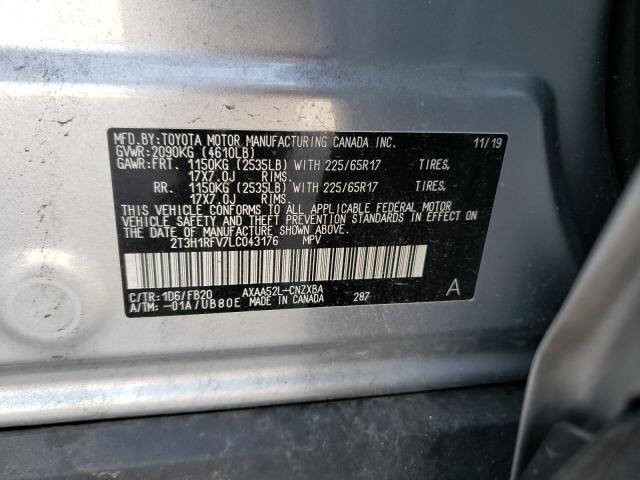 MFD.BY:TOYOTA MOTOR MANUFACTURING CANADA INC. 11/19
GVWR:2090KG (4610LB)
GAWR:FRT. 1150KG (2535LB) WITH 225/65R17 TIRES,
17X7.0J RIMS.
RR. 1150KG (2535LB) WITH 225/65R17 TIRES,
17X7.0J RIMS.
THIS VEHICLE CONFORMS TO ALL APPLICABLE FEDERAL MOTOR
VEHICLE SAFETY AND THEFT PREVENTION STANDARDS IN EFFECT ON
THE DATE OF MANUFACTURE SHOWN ABOVE.
2T3H1RFV7LC043176 MPV
C/TR:1D6/FB20 AXAA52L-CNZXBA A
A/TM: -01A/UB80E MADE IN CANADA 287